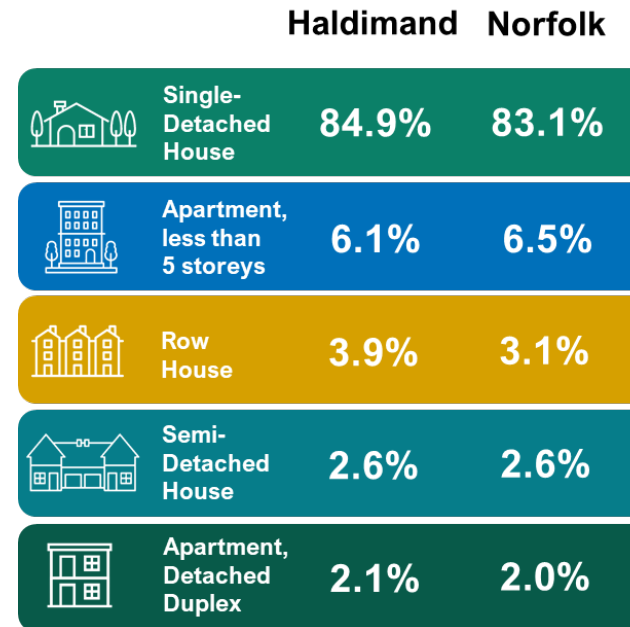 Haldimand Norfolk
Single-
Detached
House
84.9% 83.1%
Apartment,
less than
5 storeys
6.1% 6.5%
Row
House
3.9% 3.1%
Semi-
Detached
House
2.6% 2.6%
Apartment,
Detached
Duplex
2.1% 2.0%